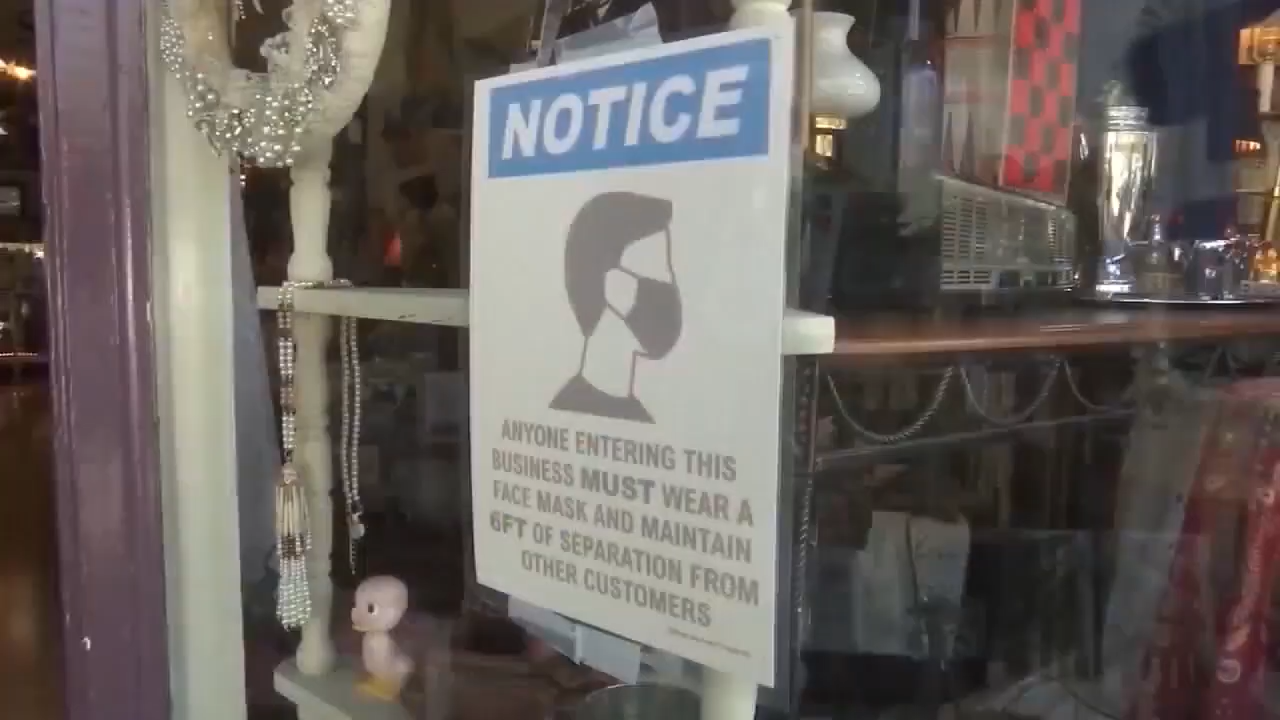 NOTICE
ANYONE ENTERING THIS
BUSINESS MUST WEAR A
FACE MASK AND MAINTAIN
6FT OF SEPARATION FROM
OTHER CUSTOMERS